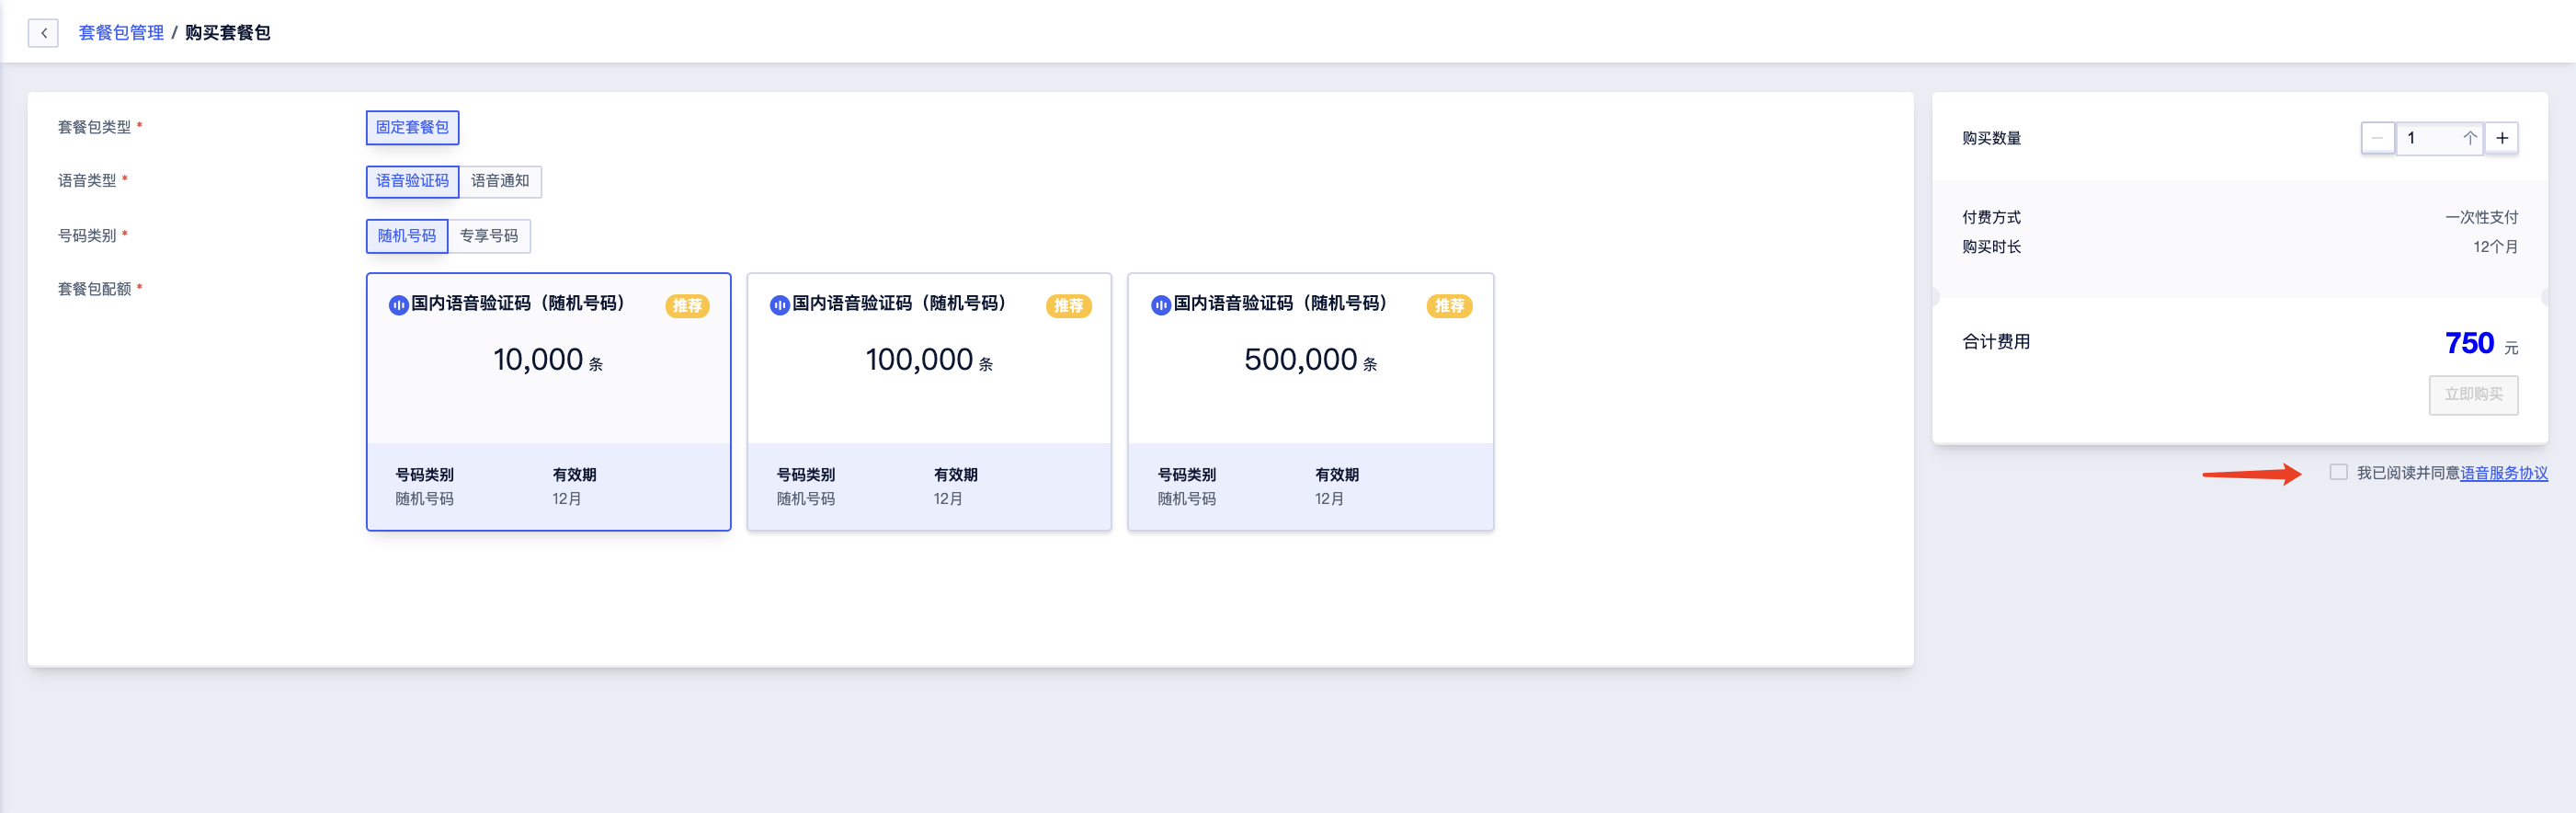 套餐包管理 / 购买套餐包
套餐包类型 * 固定套餐包
语音类型 * 语音验证码 语音通知
号码类别 * 随机号码 专享号码
套餐包配额 *
国内语音验证码（随机号码） 推荐
10,000 条
号码类别 有效期
随机号码 12月
国内语音验证码（随机号码） 推荐
100,000 条
号码类别 有效期
随机号码 12月
国内语音验证码（随机号码） 推荐
500,000 条
号码类别 有效期
随机号码 12月
购买数量 − 1 个 +
付费方式 一次性支付
购买时长 12个月
合计费用 750 元
立即购买
我已阅读并同意语音服务协议